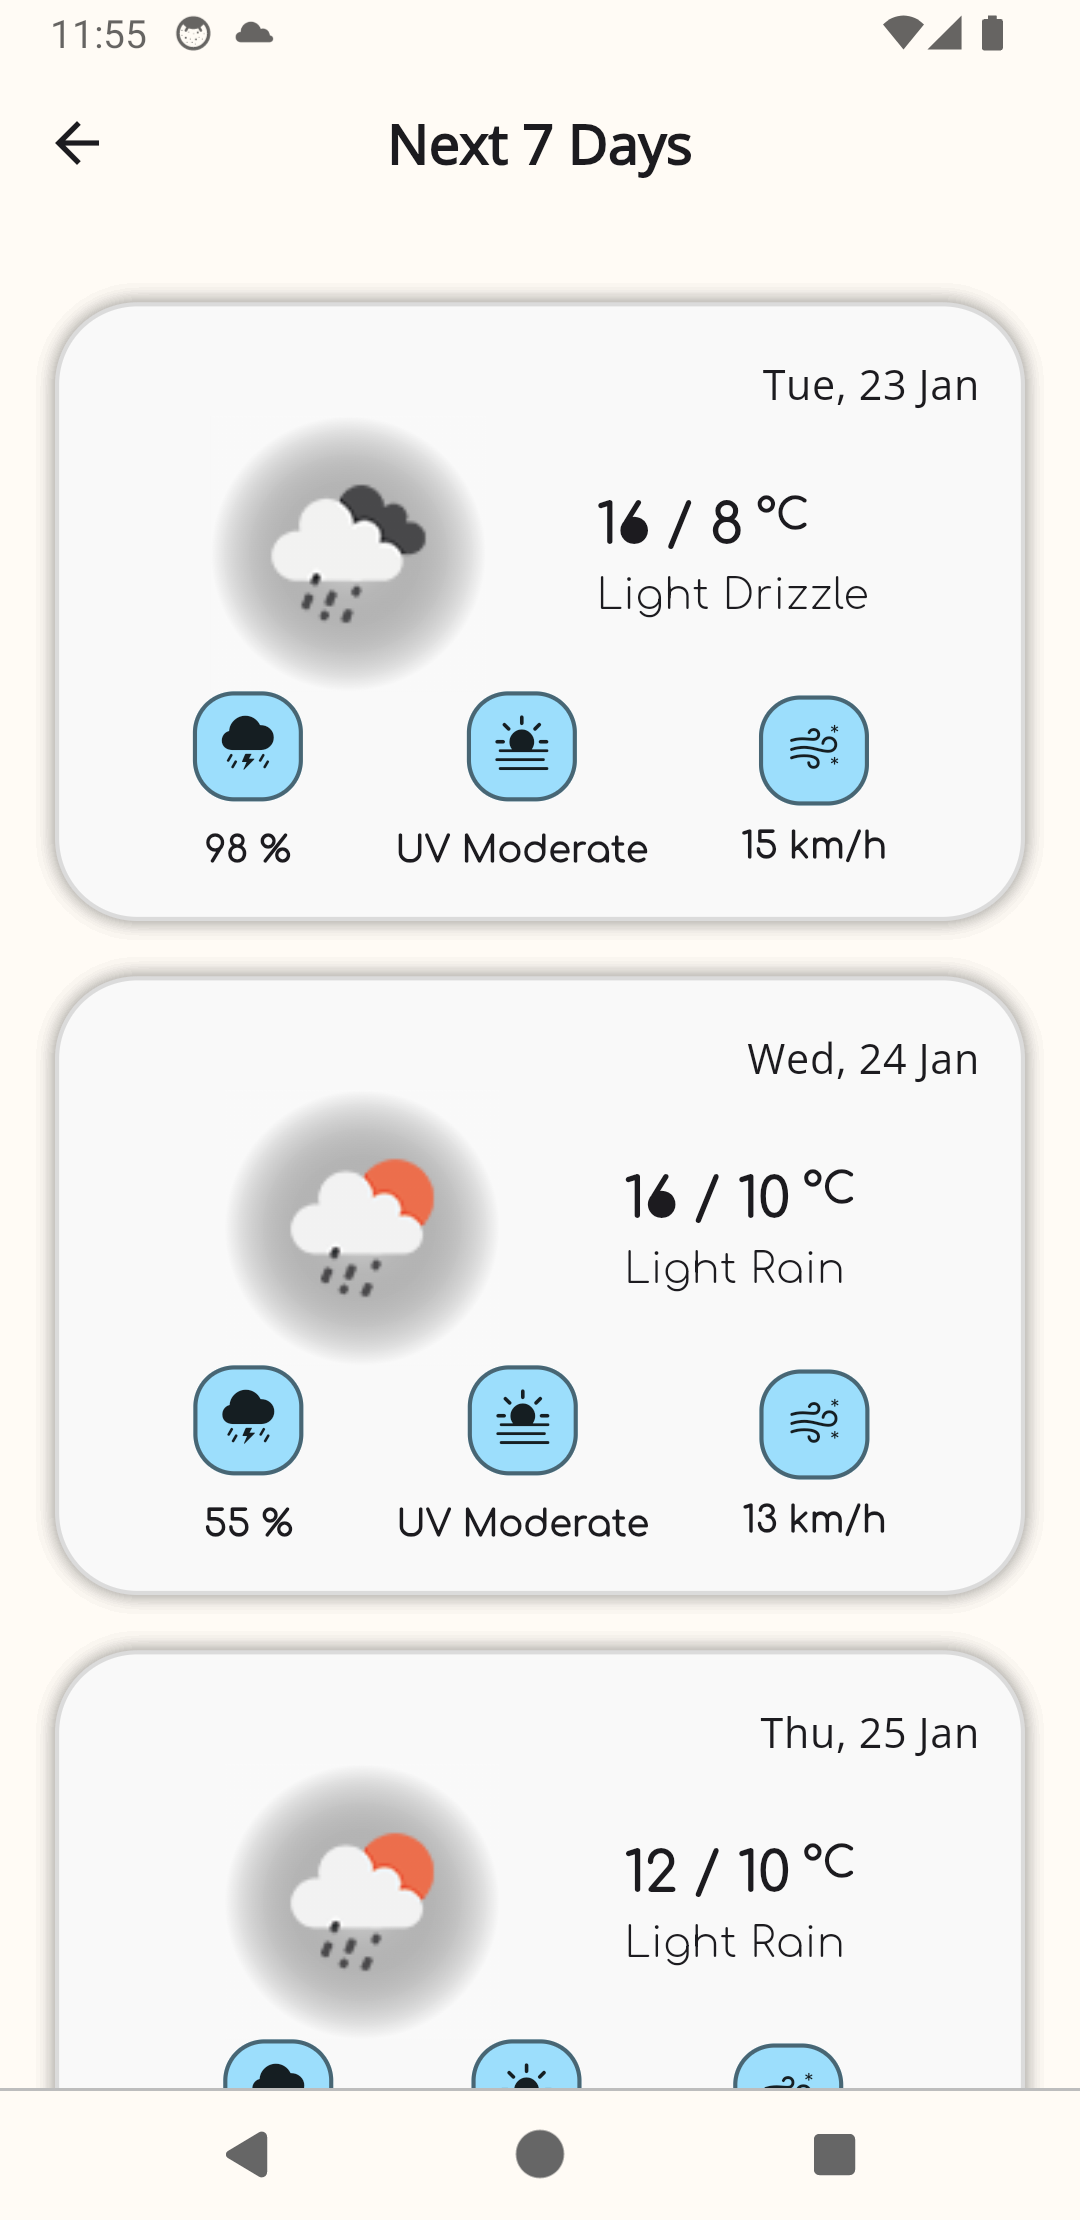 11:55
Next 7 Days
Tue, 23 Jan
16 / 8 °C
Light Drizzle
98 %
UV Moderate
15 km/h
Wed, 24 Jan
16 / 10 °C
Light Rain
55 %
UV Moderate
13 km/h
Thu, 25 Jan
12 / 10 °C
Light Rain